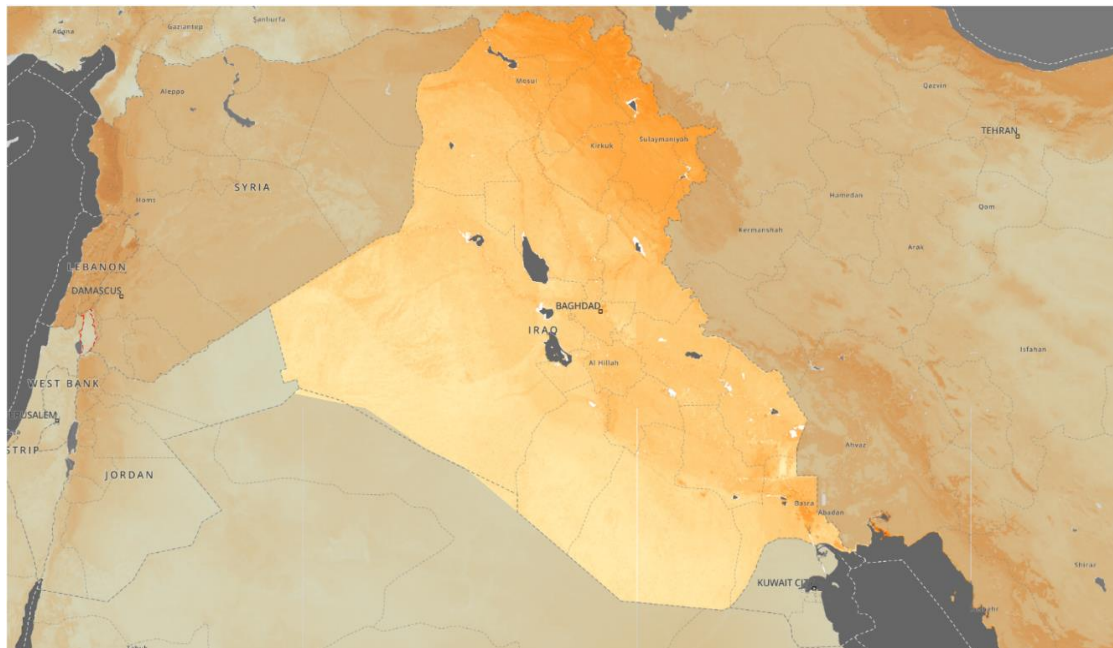 Adana
Gaziantep
Şanlıurfa
Aleppo
Mosul
Qazvin
TEHRAN
Kirkuk
Sulaymaniyah
SYRIA
Homs
Hamedan
Qom
Kermanshah
Arak
LEBANON
DAMASCUS
BAGHDAD
IRAQ
Isfahan
Al Hillah
WEST BANK
JERUSALEM
STRIP
Ahvaz
JORDAN
Basra
Abadan
KUWAIT CIT
Shiraz